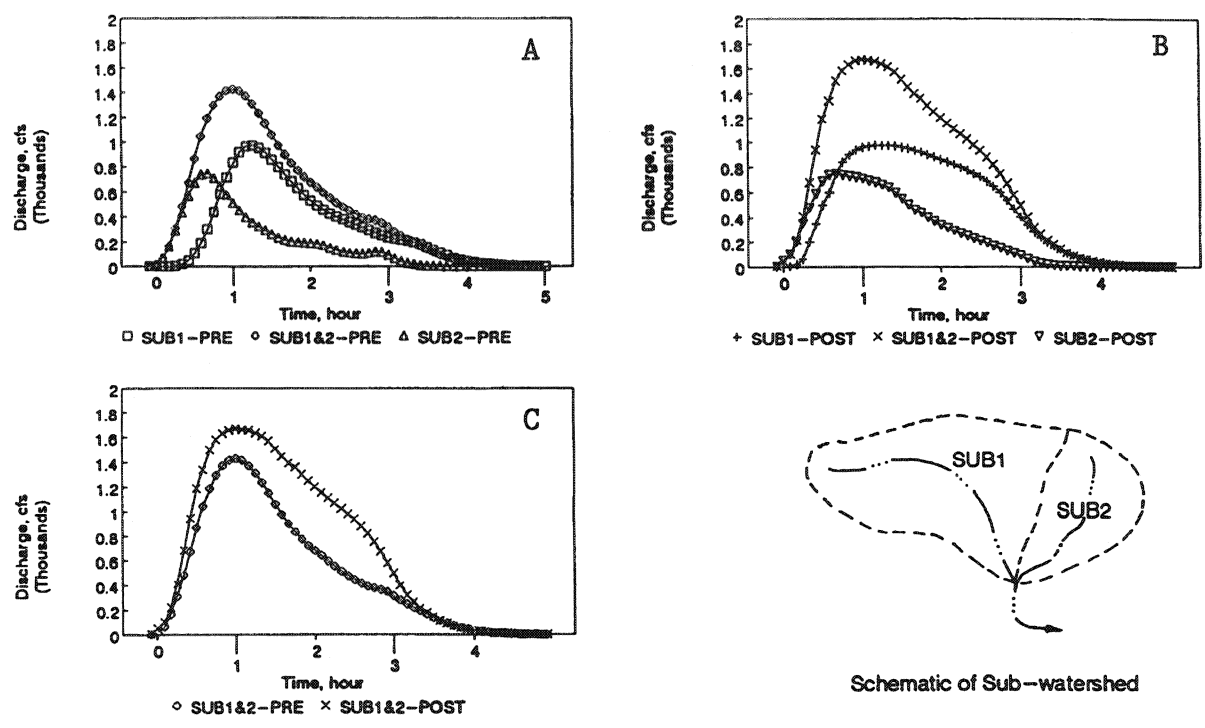 A
2
1.8
1.6
1.4
1.2
1
0.8
0.6
0.4
0.2
0
Discharge, cfs
(Thousands)
0 1 2 3 4 5
Time, hour
SUB1-PRE SUB1&2-PRE SUB2-PRE
B
2
1.8
1.6
1.4
1.2
1
0.8
0.6
0.4
0.2
0
Discharge, cfs
(Thousands)
0 1 2 3 4
Time, hour
SUB1-POST SUB1&2-POST SUB2-POST
C
2
1.8
1.6
1.4
1.2
1
0.8
0.6
0.4
0.2
0
Discharge, cfs
(Thousands)
0 1 2 3 4
Time, hour
SUB1&2-PRE SUB1&2-POST
SUB1
SUB2
Schematic of Sub-watershed